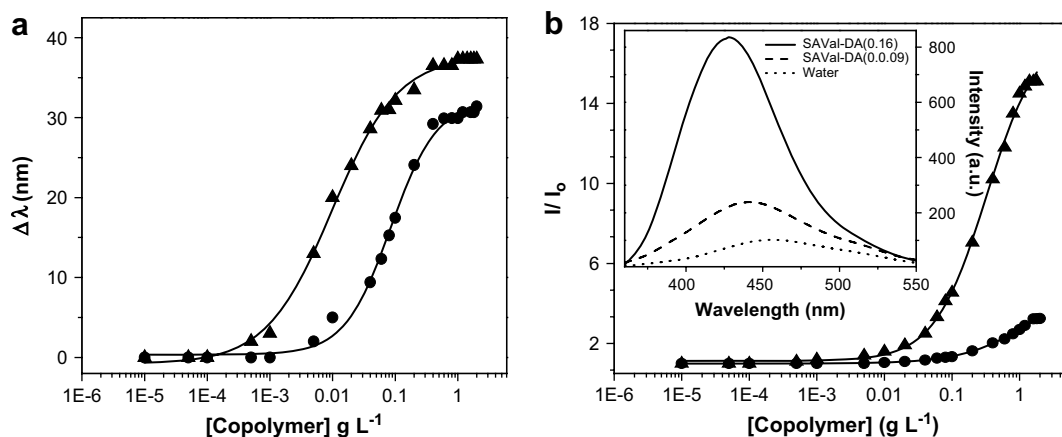 a
40
30
20
10
0
Δλ (nm)
1E-6 1E-5 1E-4 1E-3 0.01 0.1 1
[Copolymer] g L-1
b
18
14
10
6
2
I/ Io
1E-6 1E-5 1E-4 1E-3 0.01 0.1 1
[Copolymer] (g L-1)
SAVal-DA(0.16)
SAVal-DA(0.0.09)
Water
800
600
400
200
Intensity (a.u.)
400 450 500 550
Wavelength (nm)